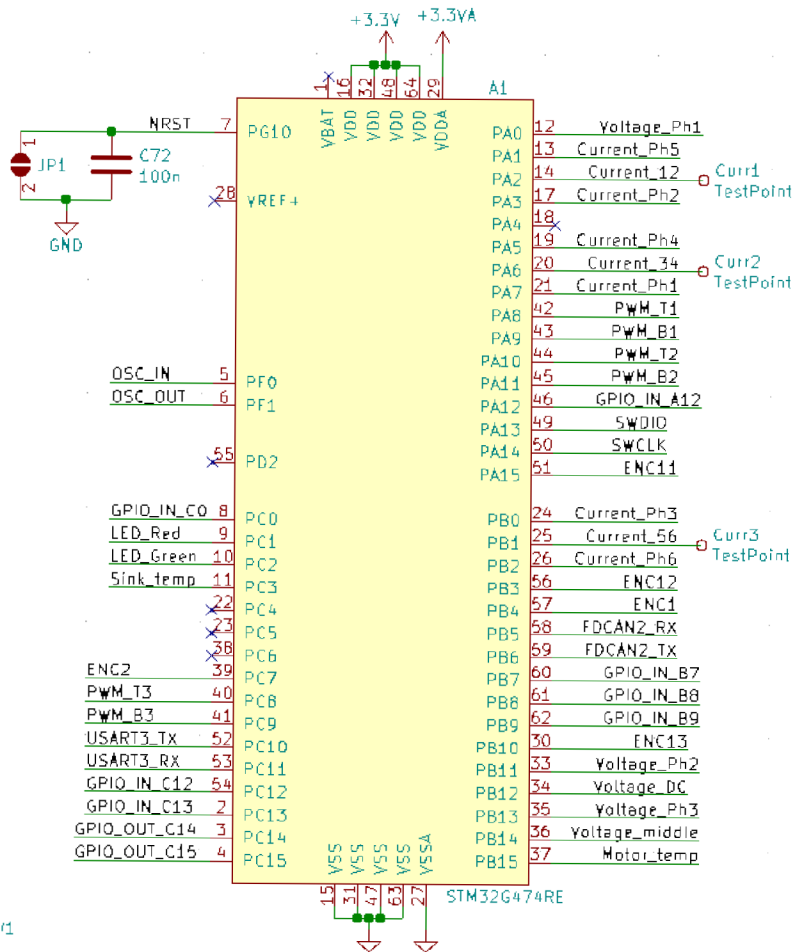 +3.3V +3.3VA
A1
1 16 32 48 64 29
VBAT VDD VDD VDD VDD VDDA
NRST 7 PG10
JP1 1 2
C72
100n
GND
28 VREF+
OSC_IN 5 PF0
OSC_OUT 6 PF1
55 PD2
GPIO_IN_C0 8 PC0
LED_Red 9 PC1
LED_Green 10 PC2
Sink_temp 11 PC3
22 PC4
23 PC5
38 PC6
ENC2 39 PC7
PWM_T3 40 PC8
PWM_B3 41 PC9
USART3_TX 52 PC10
USART3_RX 53 PC11
GPIO_IN_C12 54 PC12
GPIO_IN_C13 2 PC13
GPIO_OUT_C14 3 PC14
GPIO_OUT_C15 4 PC15
PA0 12 Voltage_Ph1
PA1 13 Current_Ph5
PA2 14 Current_12 Curr1
TestPoint
PA3 17 Current_Ph2
PA4 18
PA5 19 Current_Ph4
PA6 20 Current_34 Curr2
TestPoint
PA7 21 Current_Ph1
PA8 42 PWM_T1
PA9 43 PWM_B1
PA10 44 PWM_T2
PA11 45 PWM_B2
PA12 46 GPIO_IN_A12
PA13 49 SWDIO
PA14 50 SWCLK
PA15 51 ENC11
PB0 24 Current_Ph3
PB1 25 Current_56 Curr3
TestPoint
PB2 26 Current_Ph6
PB3 56 ENC12
PB4 57 ENC1
PB5 58 FDCAN2_RX
PB6 59 FDCAN2_TX
PB7 60 GPIO_IN_B7
PB8 61 GPIO_IN_B8
PB9 62 GPIO_IN_B9
PB10 30 ENC13
PB11 33 Voltage_Ph2
PB12 34 Voltage_DC
PB13 35 Voltage_Ph3
PB14 36 Voltage_middle
PB15 37 Motor_temp
VSS VSS VSS VSS VSSA
15 31 47 63 27
STM32G474RE